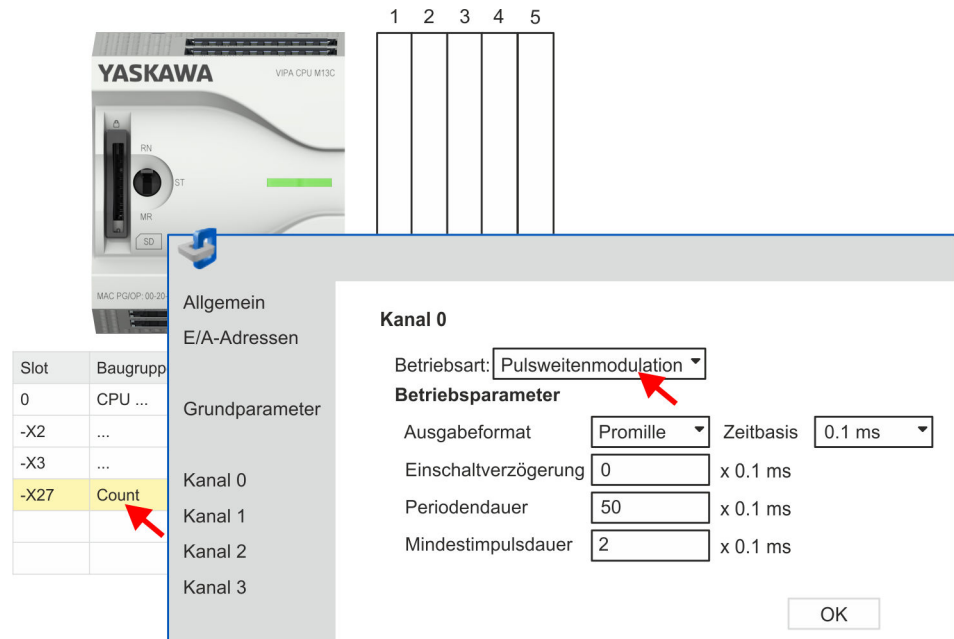 1 2 3 4 5
YASKAWA VIPA CPU M13C
RN
ST
MR
SD
MAC PG/OP: 00-20-
Slot Baugrupp
0 CPU ...
-X2 ...
-X3 ...
-X27 Count
Allgemein
E/A-Adressen
Grundparameter
Kanal 0
Kanal 1
Kanal 2
Kanal 3
Kanal 0
Betriebsart: Pulsweitenmodulation
Betriebsparameter
Ausgabeformat Promille Zeitbasis 0.1 ms
Einschaltverzögerung 0 x 0.1 ms
Periodendauer 50 x 0.1 ms
Mindestimpulsdauer 2 x 0.1 ms
OK